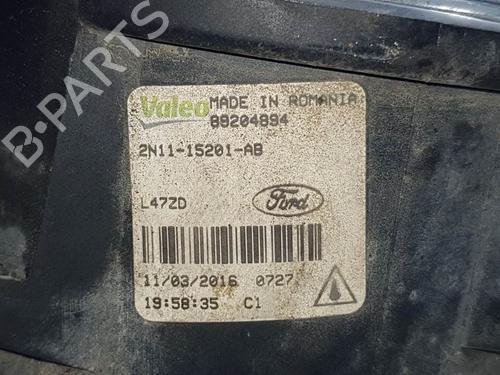 B-Parts
Valeo MADE IN ROMANIA
89204894
2N11-15201-AB
L47ZD
Ford
11/03/2016 0727
19:58:35 C1